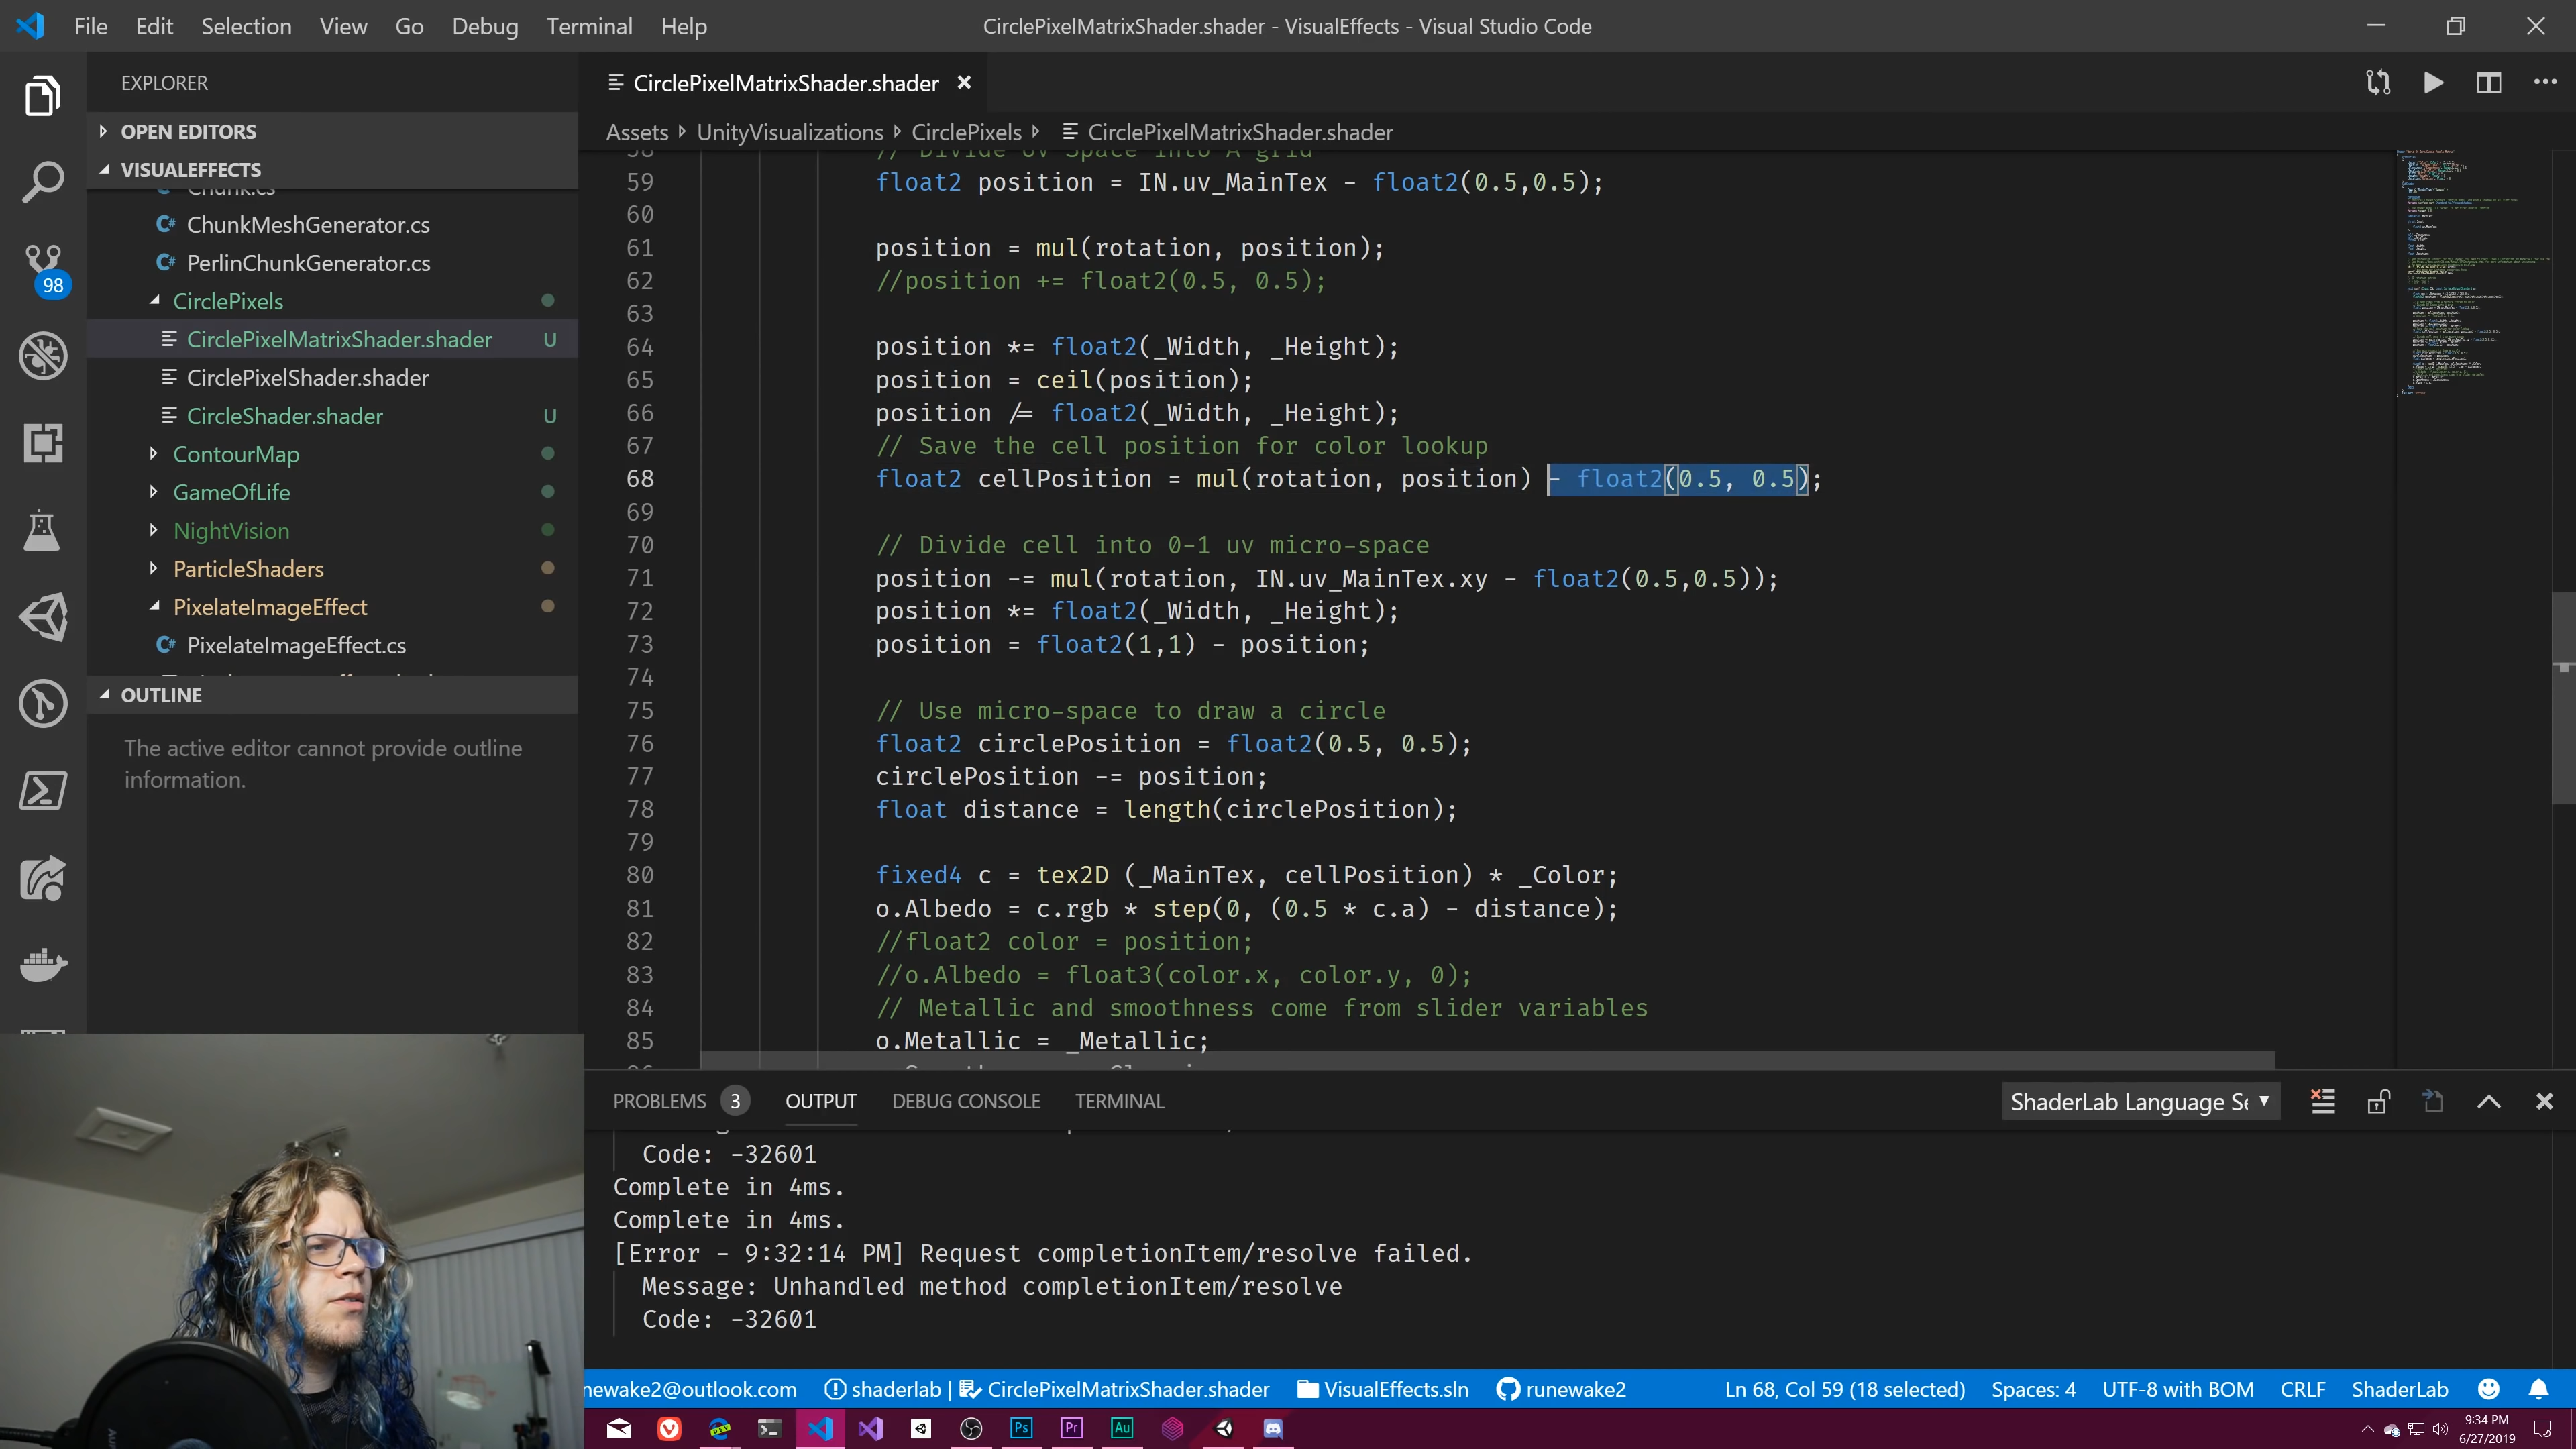 File Edit Selection View Go Debug Terminal Help
CirclePixelMatrixShader.shader - VisualEffects - Visual Studio Code
EXPLORER
OPEN EDITORS
VISUALEFFECTS
Chunk.cs
C# ChunkMeshGenerator.cs
C# PerlinChunkGenerator.cs
CirclePixels
CirclePixelMatrixShader.shader U
CirclePixelShader.shader
CircleShader.shader U
ContourMap
GameOfLife
NightVision
ParticleShaders
PixelateImageEffect
C# PixelateImageEffect.cs
98
OUTLINE
The active editor cannot provide outline
information.
CirclePixelMatrixShader.shader
Assets UnityVisualizations CirclePixels CirclePixelMatrixShader.shader
58 // Divide UV Space into A grid
59 float2 position = IN.uv_MainTex - float2(0.5,0.5);
60
61 position = mul(rotation, position);
62 //position += float2(0.5, 0.5);
63
64 position *= float2(_Width, _Height);
65 position = ceil(position);
66 position /= float2(_Width, _Height);
67 // Save the cell position for color lookup
68 float2 cellPosition = mul(rotation, position) - float2(0.5, 0.5);
69
70 // Divide cell into 0-1 uv micro-space
71 position -= mul(rotation, IN.uv_MainTex.xy - float2(0.5,0.5));
72 position *= float2(_Width, _Height);
73 position = float2(1,1) - position;
74
75 // Use micro-space to draw a circle
76 float2 circlePosition = float2(0.5, 0.5);
77 circlePosition -= position;
78 float distance = length(circlePosition);
79
80 fixed4 c = tex2D (_MainTex, cellPosition) * _Color;
81 o.Albedo = c.rgb * step(0, (0.5 * c.a) - distance);
82 //float2 color = position;
83 //o.Albedo = float3(color.x, color.y, 0);
84 // Metallic and smoothness come from slider variables
85 o.Metallic = _Metallic;
PROBLEMS 3 OUTPUT DEBUG CONSOLE TERMINAL
ShaderLab Language Se
Code: -32601
Complete in 4ms.
Complete in 4ms.
[Error - 9:32:14 PM] Request completionItem/resolve failed.
Message: Unhandled method completionItem/resolve
Code: -32601
newake2@outlook.com shaderlab | CirclePixelMatrixShader.shader VisualEffects.sln runewake2 Ln 68, Col 59 (18 selected) Spaces: 4 UTF-8 with BOM CRLF ShaderLab
Ps Pr Au
9:34 PM
6/27/2019